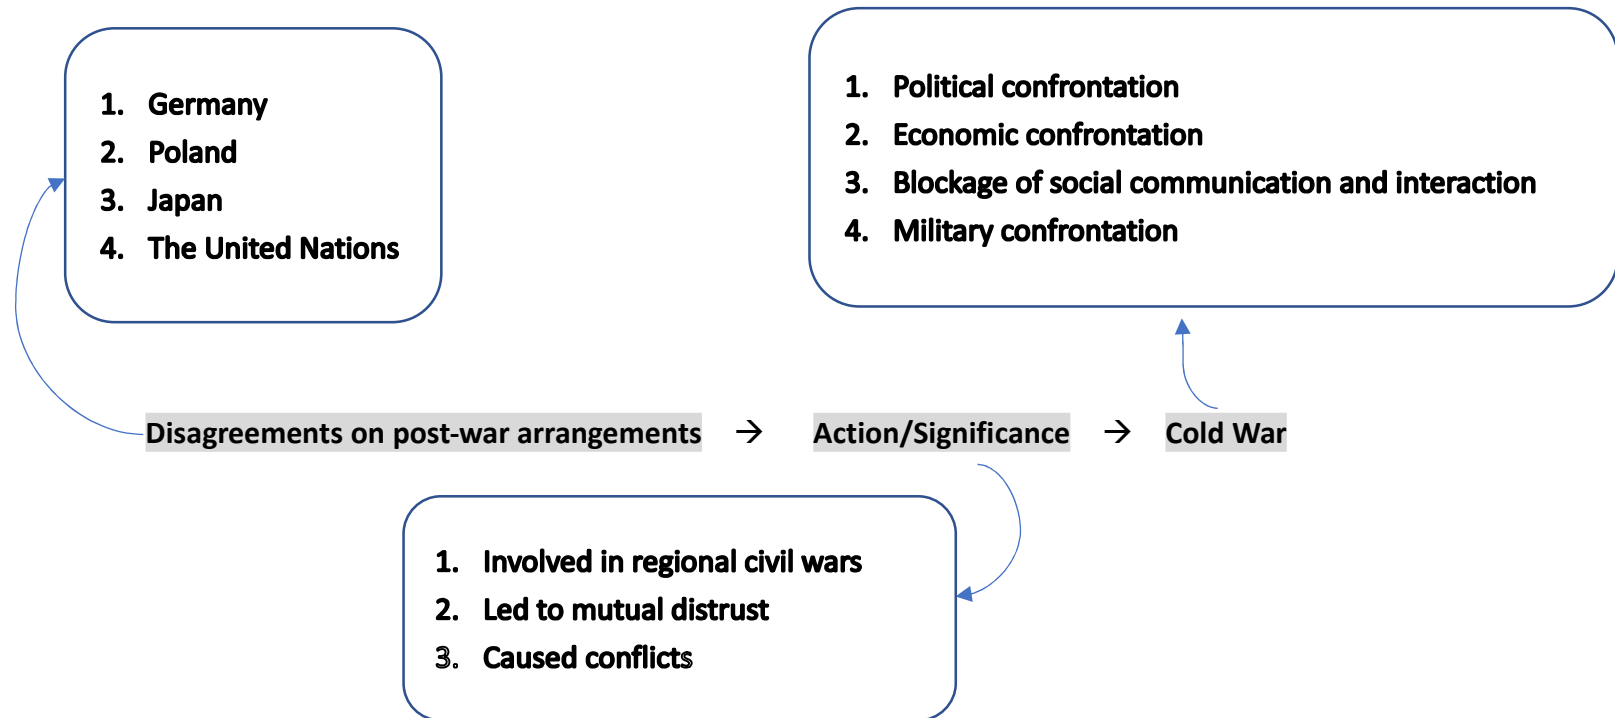 1. Germany
2. Poland
3. Japan
4. The United Nations
1. Political confrontation
2. Economic confrontation
3. Blockage of social communication and interaction
4. Military confrontation
Disagreements on post-war arrangements → Action/Significance → Cold War
1. Involved in regional civil wars
2. Led to mutual distrust
3. Caused conflicts